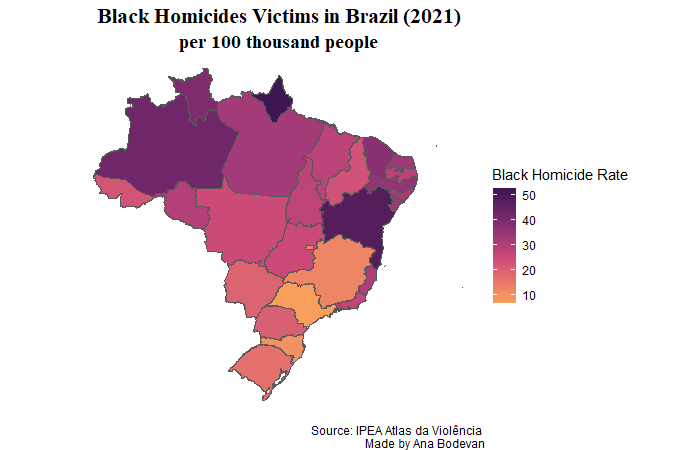 Black Homicides Victims in Brazil (2021)
per 100 thousand people
Black Homicide Rate
50
40
30
20
10
Source: IPEA Atlas da Violência
Made by Ana Bodevan